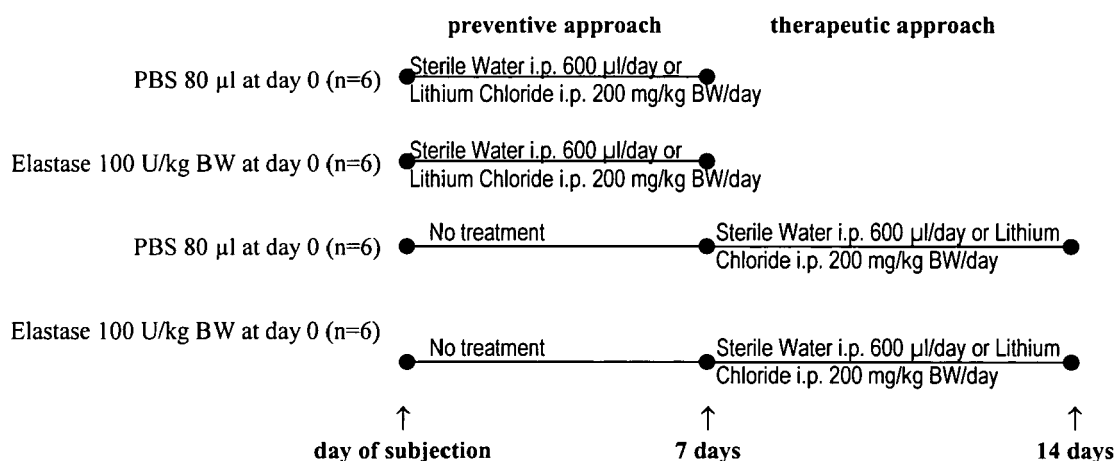 preventive approach therapeutic approach
PBS 80 µl at day 0 (n=6) Sterile Water i.p. 600 µl/day or
Lithium Chloride i.p. 200 mg/kg BW/day
Elastase 100 U/kg BW at day 0 (n=6) Sterile Water i.p. 600 µl/day or
Lithium Chloride i.p. 200 mg/kg BW/day
PBS 80 µl at day 0 (n=6) No treatment Sterile Water i.p. 600 µl/day or Lithium
Chloride i.p. 200 mg/kg BW/day
Elastase 100 U/kg BW at day 0 (n=6)
No treatment Sterile Water i.p. 600 µl/day or Lithium
Chloride i.p. 200 mg/kg BW/day
day of subjection 7 days 14 days